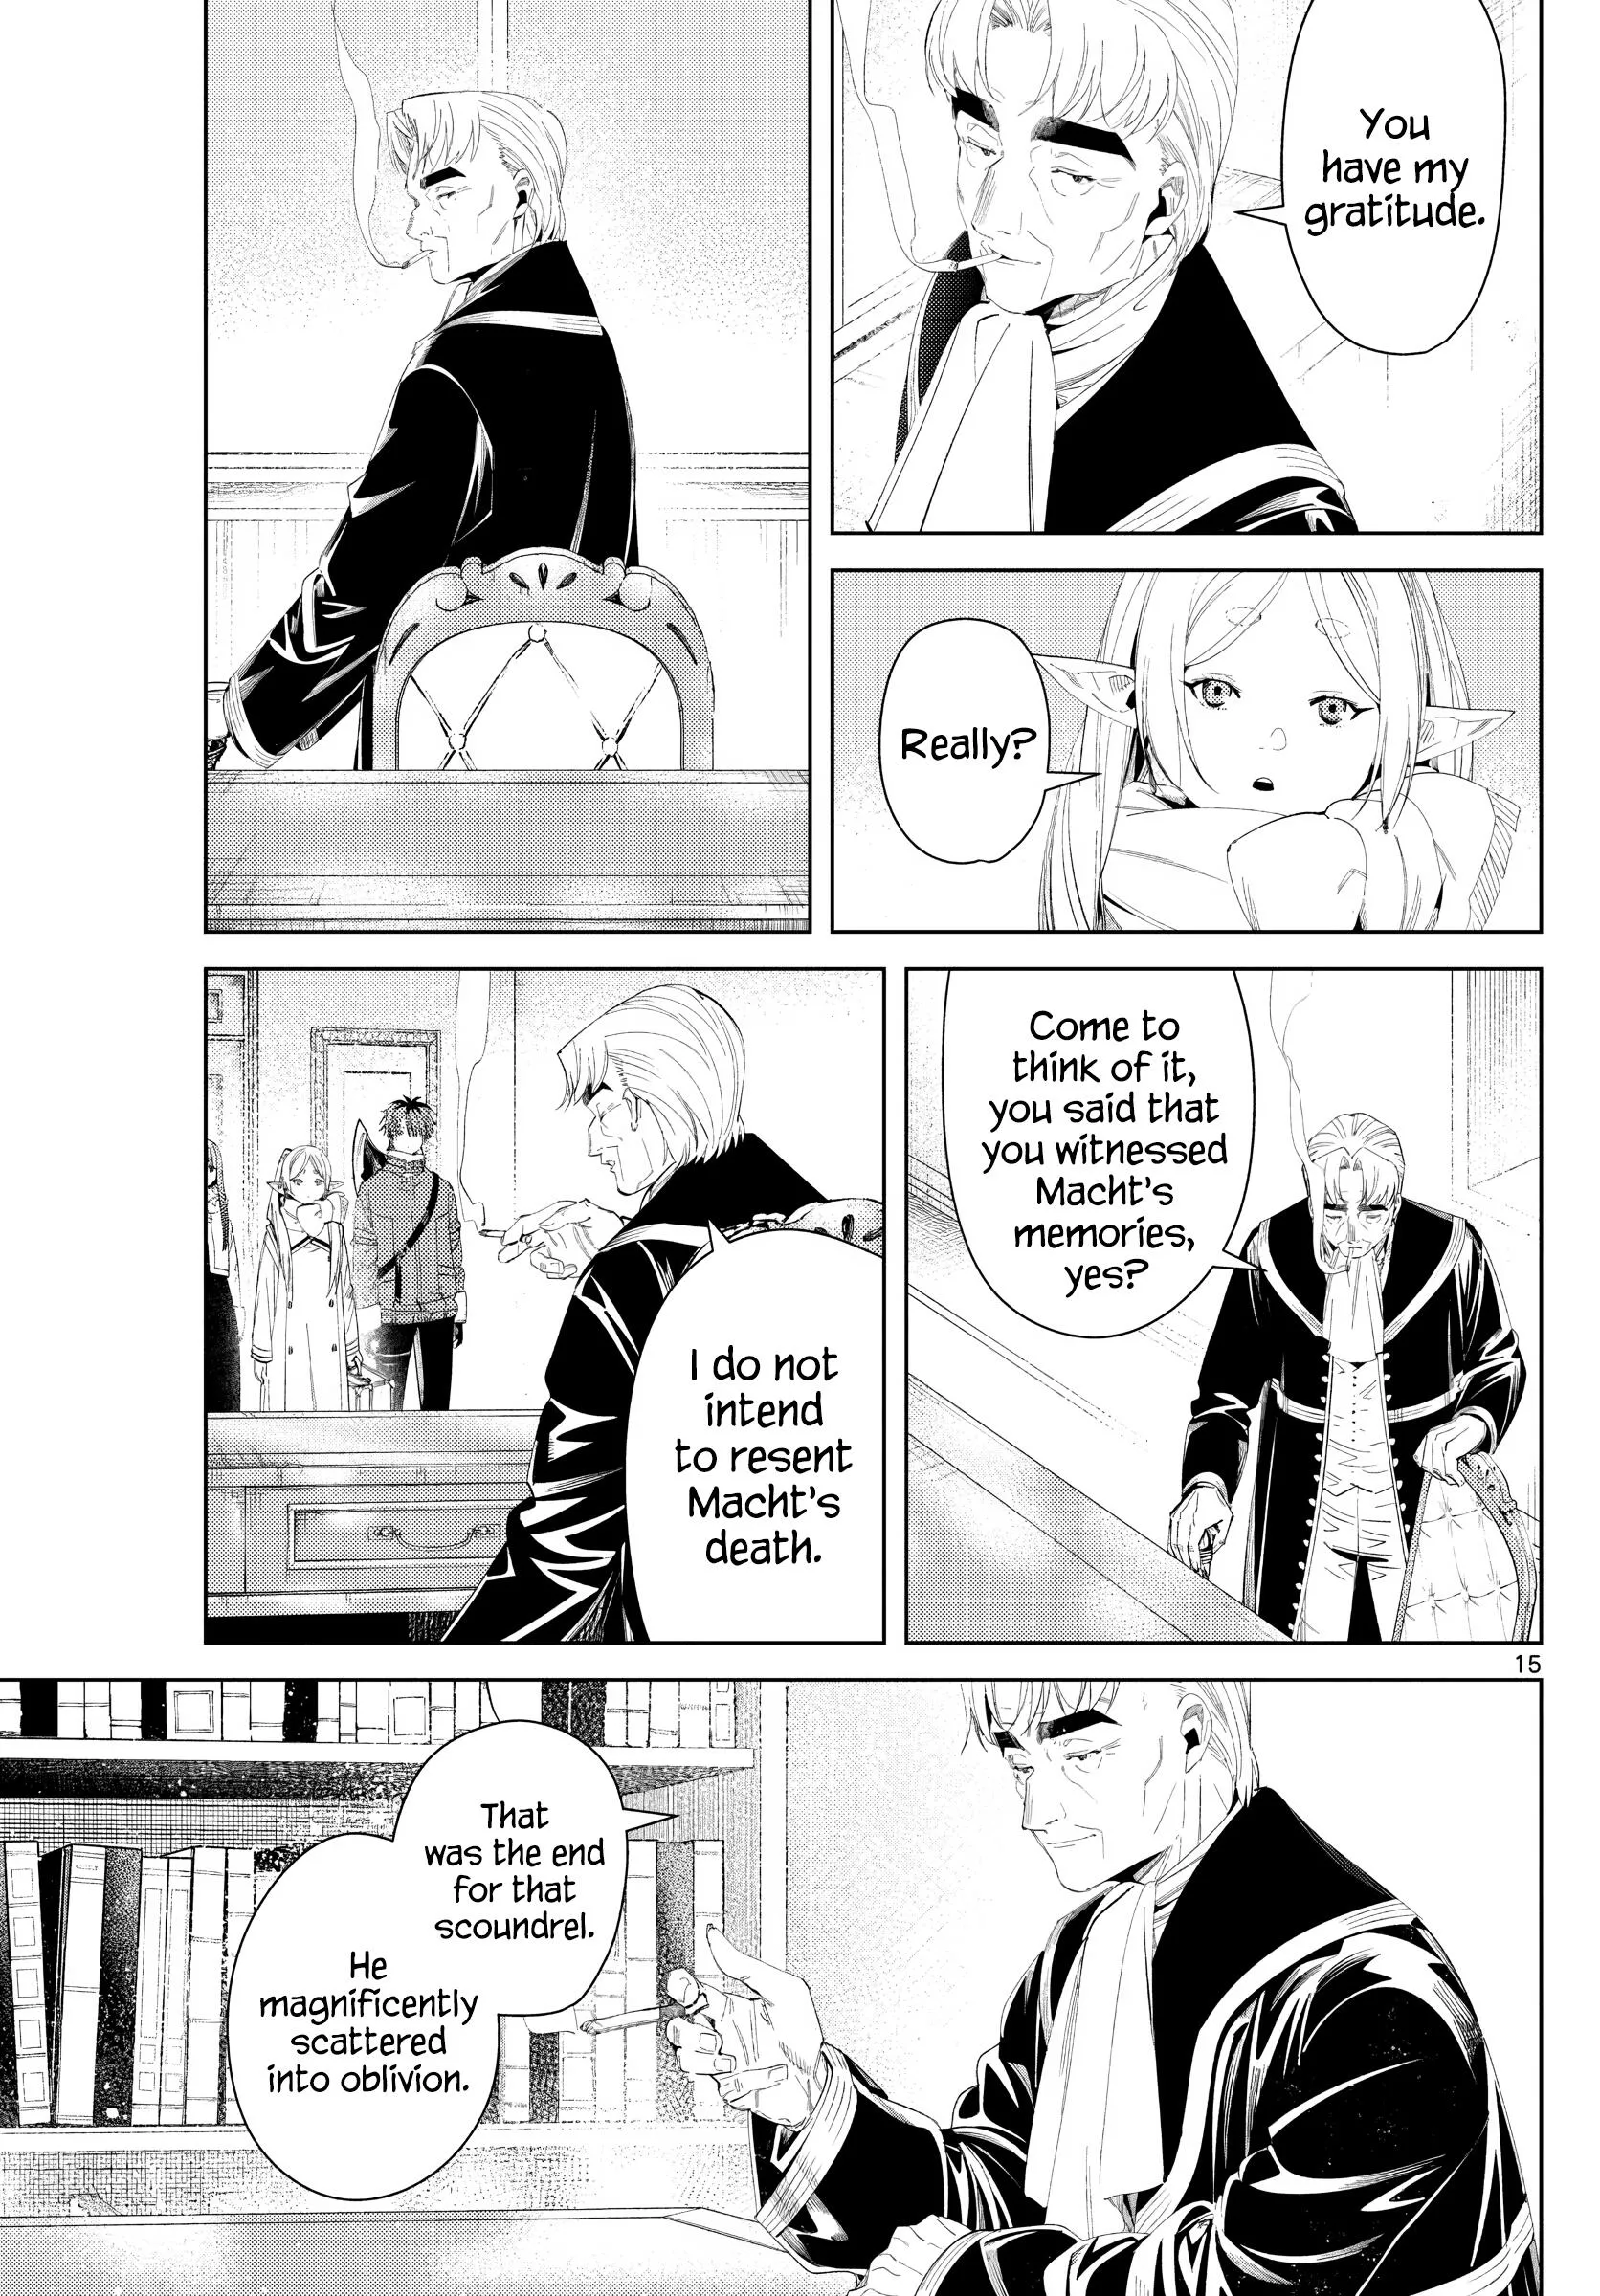 You
have my
gratitude.
Really?
Come to
think of it,
you said that
you witnessed
Macht's
memories,
yes?
I do not
intend
to resent
Macht's
death.
15
That
was the end
for that
scoundrel.
He
magnificently
scattered
into oblivion.